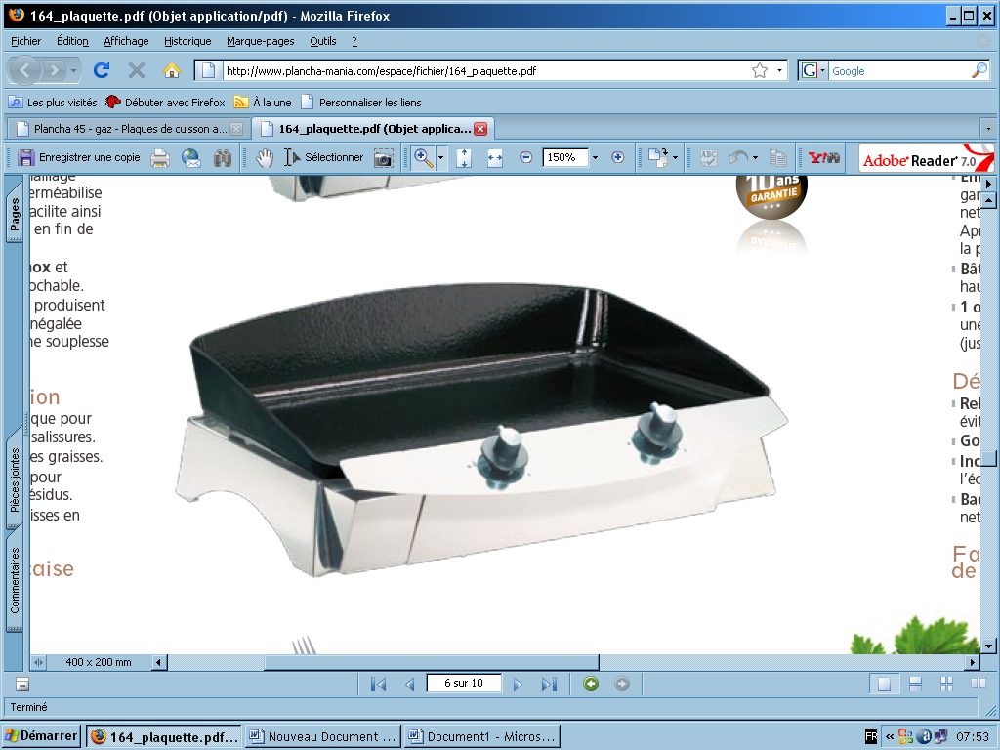 164_plaquette.pdf (Objet application/pdf) - Mozilla Firefox
Fichier Édition Affichage Historique Marque-pages Outils ?
http://www.plancha-mania.com/espace/fichier/164_plaquette.pdf
G Google
Les plus visités Débuter avec Firefox À la une Personnaliser les liens
Plancha 45 - gaz - Plaques de cuisson a... 164_plaquette.pdf (Objet applica...
Enregistrer une copie Sélectionner 150% ABC Y! Adobe Reader 7.0
Pages
Pièces jointes
Commentaires
erméabilise
acilite ainsi
en fin de
nox et
ochable.
produisent
négalée
ne souplesse
ion
que pour
salissures.
es graisses.
pour
ésidus.
isses en
çaise
10 ans
GARANTIE
Em
gar
net
Apr
la p
Bât
hau
1 o
une
(jus
Dé
Rel
évit
Go
Inc
l'éc
Bac
net
Fa
de
400 x 200 mm
6 sur 10
Terminé
Démarrer 164_plaquette.pdf... Nouveau Document ... Document1 - Micros... FR « 07:53